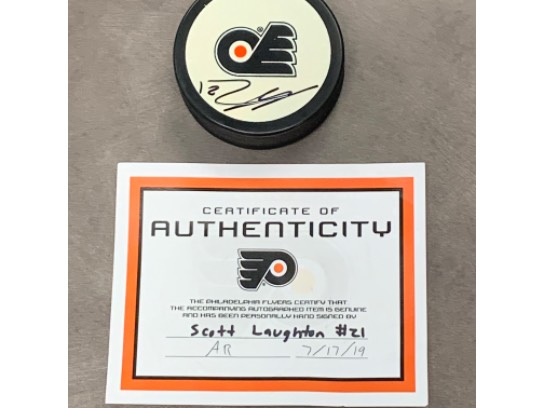 CERTIFICATE OF
AUTHENTICITY
THE PHILADELPHIA FLYERS CERTIFY THAT
THE ACCOMPANYING AUTOGRAPHED ITEM IS GENUINE
AND HAS BEEN PERSONALLY HAND SIGNED BY
Scott Laughton #21
AR 7/17/19